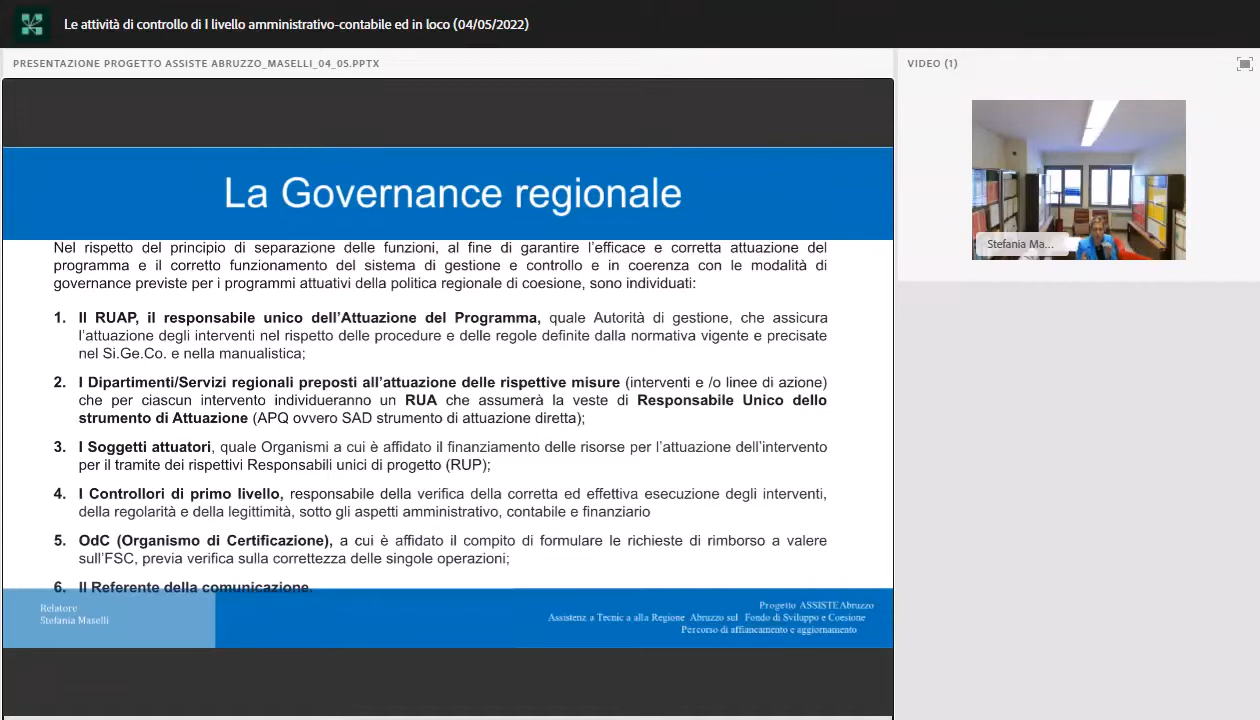 Le attività di controllo di I livello amministrativo-contabile ed in loco (04/05/2022)
PRESENTAZIONE PROGETTO ASSISTE ABRUZZO_MASELLI_04_05.PPTX
VIDEO (1)
La Governance regionale
Nel rispetto del principio di separazione delle funzioni, al fine di garantire l'efficace e corretta attuazione del
programma e il corretto funzionamento del sistema di gestione e controllo e in coerenza con le modalità di
governance previste per i programmi attuativi della politica regionale di coesione, sono individuati:
1. Il RUAP, il responsabile unico dell'Attuazione del Programma, quale Autorità di gestione, che assicura
l'attuazione degli interventi nel rispetto delle procedure e delle regole definite dalla normativa vigente e precisate
nel Si.Ge.Co. e nella manualistica;
2. I Dipartimenti/Servizi regionali preposti all'attuazione delle rispettive misure (interventi e /o linee di azione)
che per ciascun intervento individueranno un RUA che assumerà la veste di Responsabile Unico dello
strumento di Attuazione (APQ ovvero SAD strumento di attuazione diretta);
3. I Soggetti attuatori, quale Organismi a cui è affidato il finanziamento delle risorse per l'attuazione dell'intervento
per il tramite dei rispettivi Responsabili unici di progetto (RUP);
4. I Controllori di primo livello, responsabile della verifica della corretta ed effettiva esecuzione degli interventi,
della regolarità e della legittimità, sotto gli aspetti amministrativo, contabile e finanziario
5. OdC (Organismo di Certificazione), a cui è affidato il compito di formulare le richieste di rimborso a valere
sull'FSC, previa verifica sulla correttezza delle singole operazioni;
6. Il Referente della comunicazione.
Relatore
Stefania Maselli
Progetto ASSISTEAbruzzo
Assistenz a Tecnic a alla Regione Abruzzo sul Fondo di Sviluppo e Coesione
Percorso di affiancamento e aggiornamento
Stefania Ma...